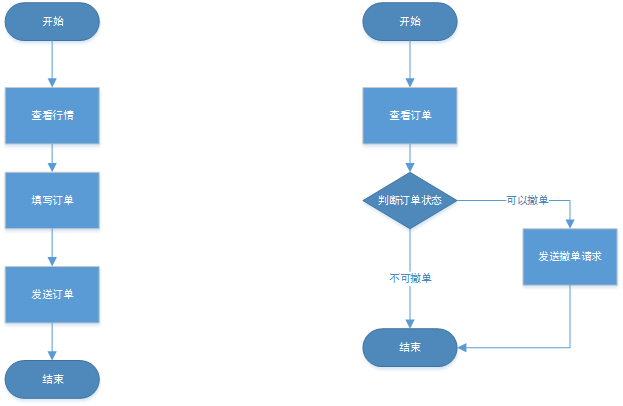 开始
查看行情
填写订单
发送订单
结束
开始
查看订单
判断订单状态
可以撤单
发送撤单请求
不可撤单
结束